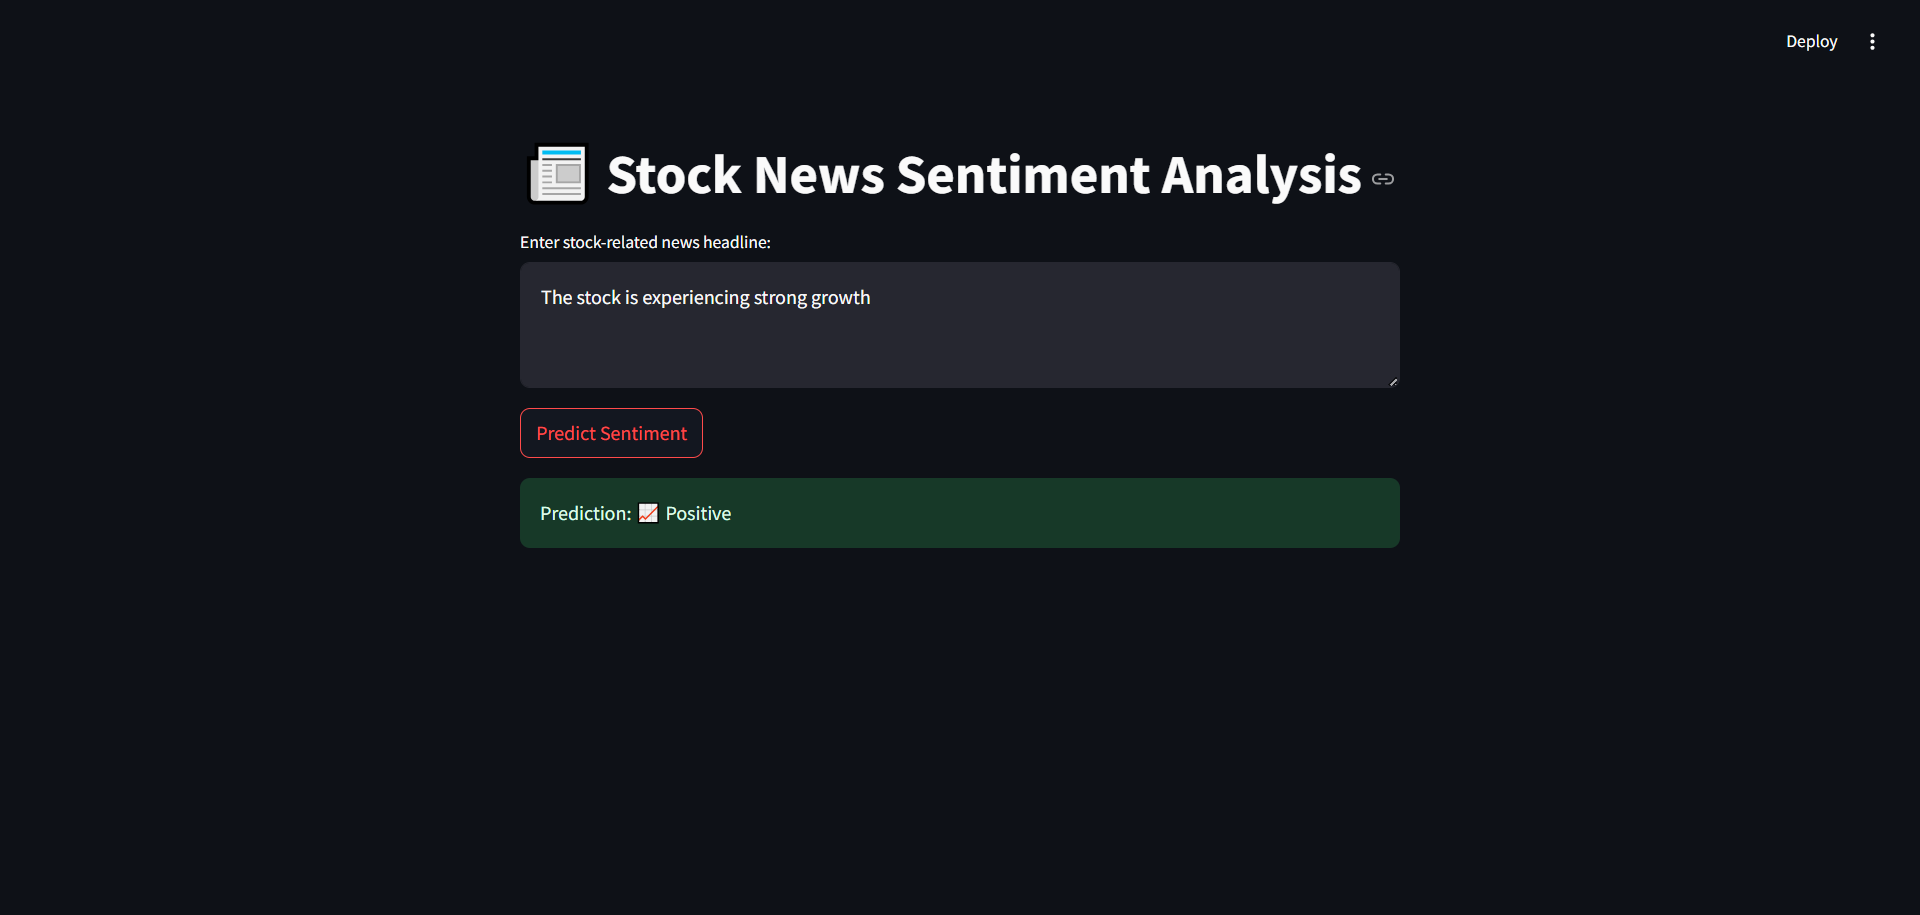 Deploy
Stock News Sentiment Analysis
Enter stock-related news headline:
The stock is experiencing strong growth
Predict Sentiment
Prediction: 📈 Positive